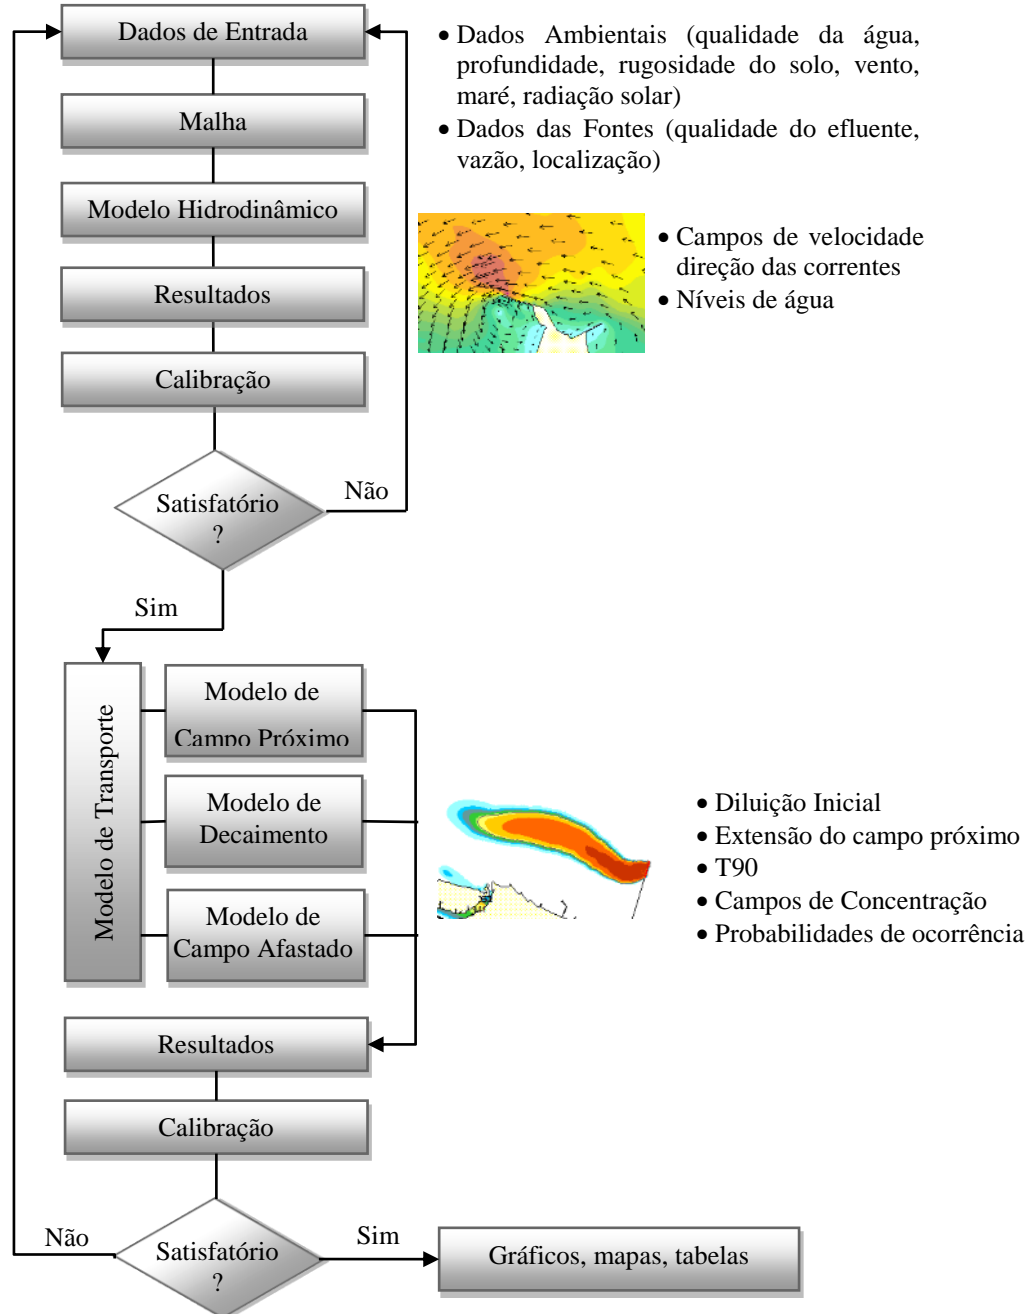 Dados de Entrada
• Dados Ambientais (qualidade da água,
profundidade, rugosidade do solo, vento,
maré, radiação solar)
• Dados das Fontes (qualidade do efluente,
vazão, localização)
Malha
Modelo Hidrodinâmico
• Campos de velocidade
direção das correntes
• Níveis de água
Resultados
Calibração
Satisfatório
?
Não
Sim
Modelo de Transporte
Modelo de
Campo Próximo
Modelo de
Decaimento
Modelo de
Campo Afastado
• Diluição Inicial
• Extensão do campo próximo
• T90
• Campos de Concentração
• Probabilidades de ocorrência
Resultados
Calibração
Não
Satisfatório
?
Sim
Gráficos, mapas, tabelas